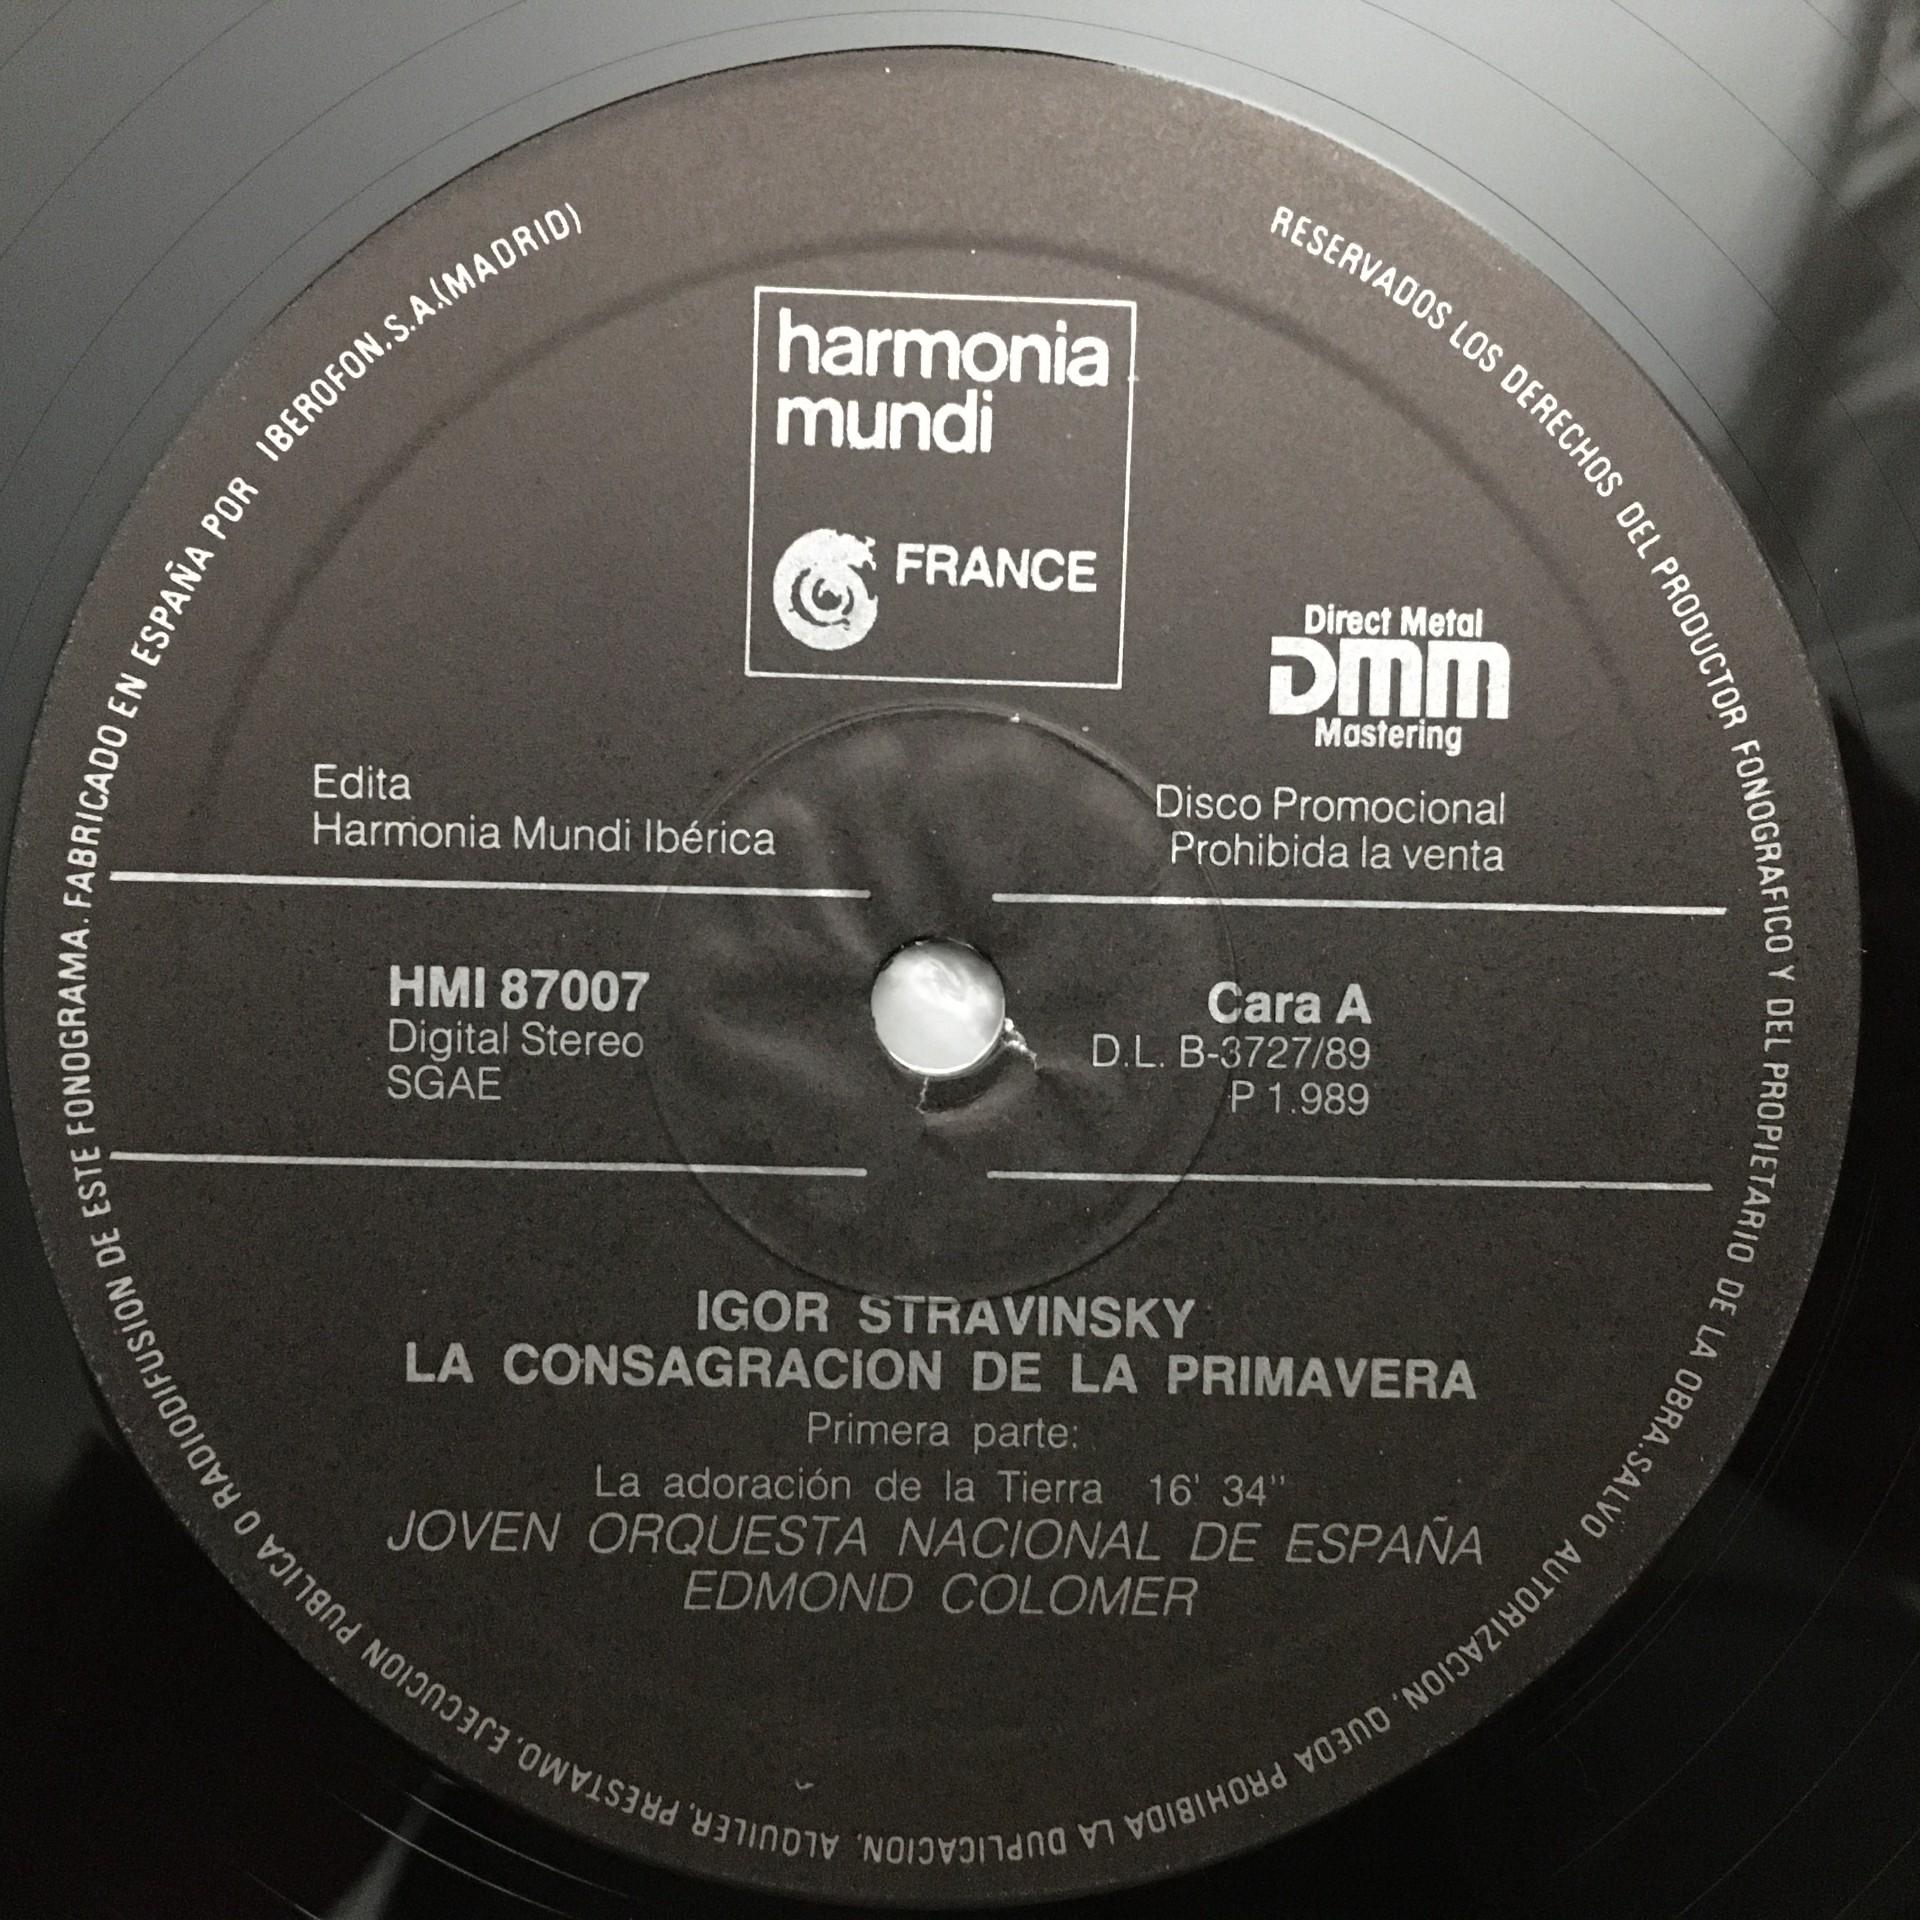 RESERVADOS LOS DERECHOS DEL PRODUCTOR FONOGRAFICO Y DEL PROPIETARIO DE LA OBRA. SALVO AUTORIZACION, QUEDA PROHIBIDA LA DUPLICACION, ALQUILER, PRESTAMO, EJECUCION PUBLICA O RADIODIFUSION DE ESTE FONOGRAMA. FABRICADO EN ESPAÑA POR IBEROFON.S.A.(MADRID)
harmonia
mundi
FRANCE
Direct Metal
DMM
Mastering
Edita
Harmonia Mundi Ibérica
Disco Promocional
Prohibida la venta
HMI 87007
Digital Stereo
SGAE
Cara A
D.L. B-3727/89
P 1.989
IGOR STRAVINSKY
LA CONSAGRACION DE LA PRIMAVERA
Primera parte:
La adoración de la Tierra 16' 34"
JOVEN ORQUESTA NACIONAL DE ESPAÑA
EDMOND COLOMER